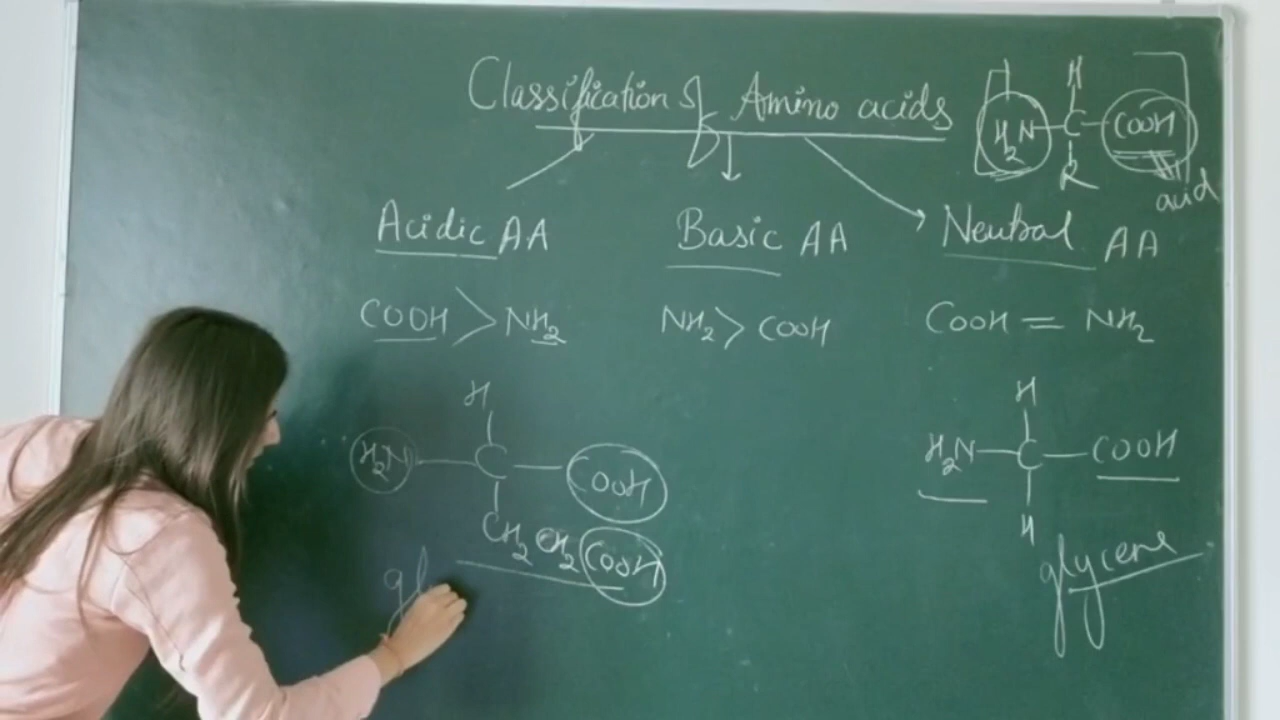 Classification of Amino acids
H
H₂N-C-COOH
R
acid
Acidic AA
Basic AA
Neutral AA
COOH > NH₂
NH₂ > COOH
COOH = NH₂
H
H₂N-C-COOH
CH₂ CH₂ COOH
gl
H
H₂N-C-COOH
H
glycene